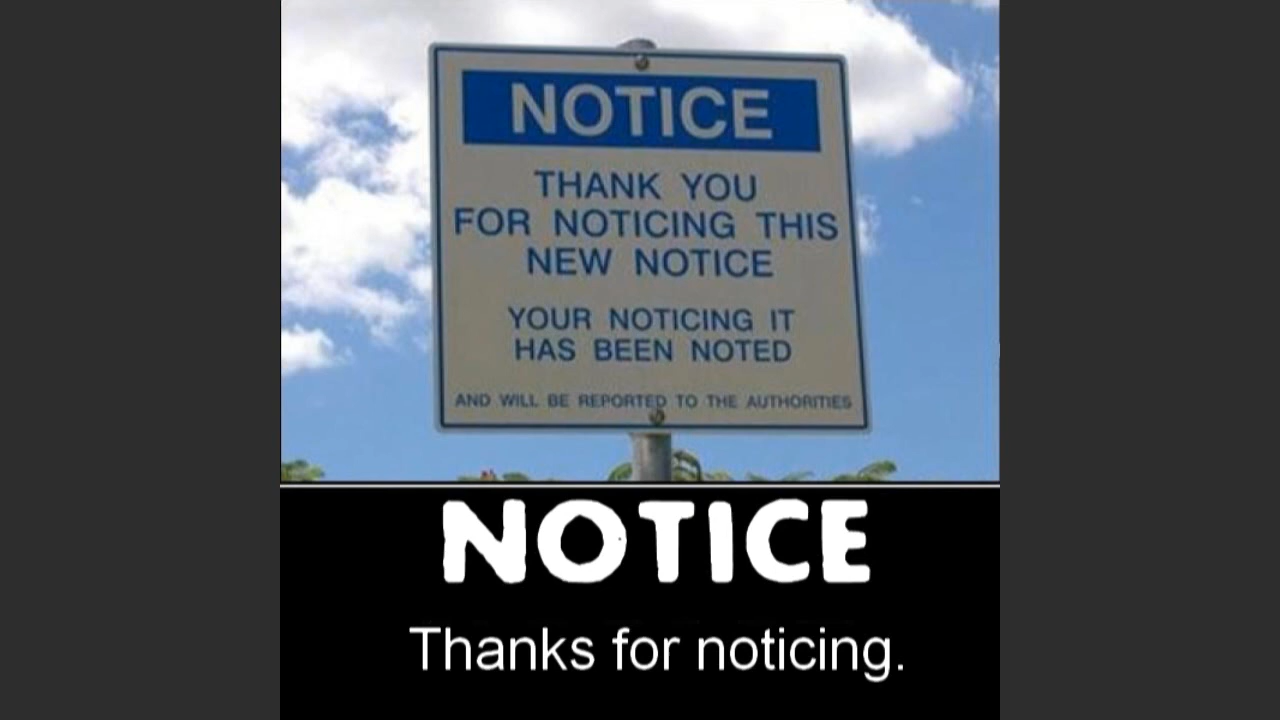 NOTICE
THANK YOU
FOR NOTICING THIS
NEW NOTICE
YOUR NOTICING IT
HAS BEEN NOTED
AND WILL BE REPORTED TO THE AUTHORITIES
NOTICE
Thanks for noticing.